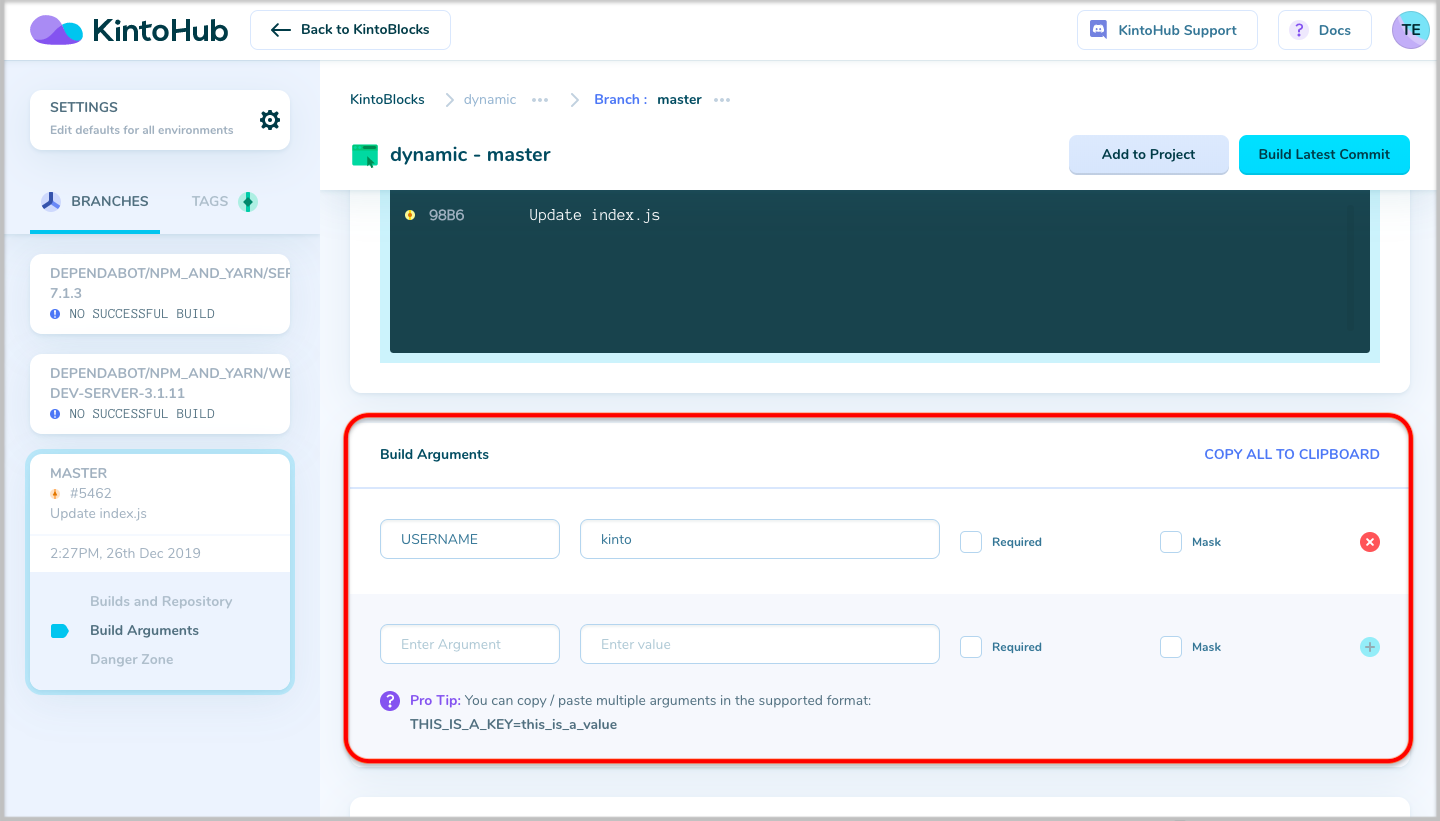 KintoHub
Back to KintoBlocks
KintoHub Support
? Docs
TE
SETTINGS
Edit defaults for all environments
BRANCHES
TAGS
DEPENDABOT/NPM_AND_YARN/SER
7.1.3
NO SUCCESSFUL BUILD
DEPENDABOT/NPM_AND_YARN/WE
DEV-SERVER-3.1.11
NO SUCCESSFUL BUILD
MASTER
#5462
Update index.js
2:27PM, 26th Dec 2019
Builds and Repository
Build Arguments
Danger Zone
KintoBlocks
dynamic
Branch :
master
dynamic - master
Add to Project
Build Latest Commit
98B6 Update index.js
Build Arguments
COPY ALL TO CLIPBOARD
USERNAME kinto Required Mask
Enter Argument Enter value Required Mask
? Pro Tip: You can copy / paste multiple arguments in the supported format:
THIS_IS_A_KEY=this_is_a_value